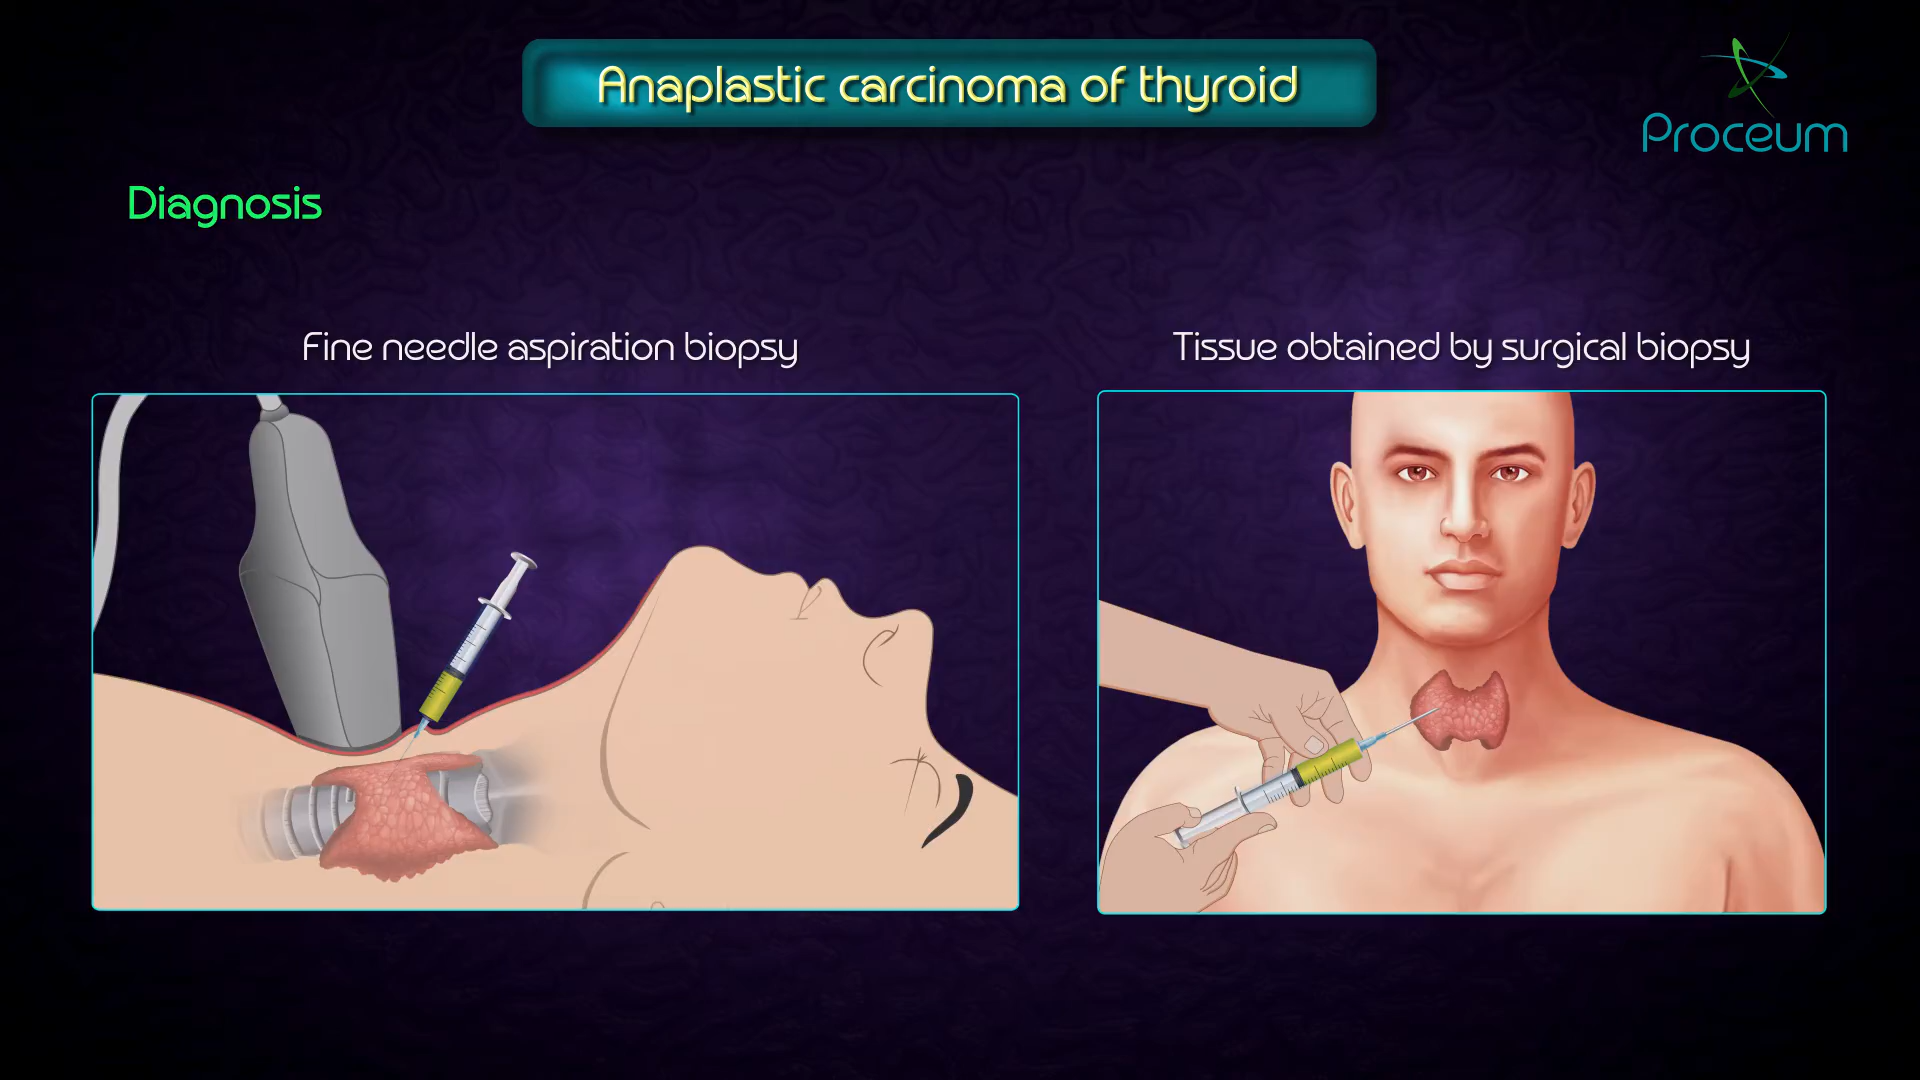 Anaplastic carcinoma of thyroid
Proceum
Diagnosis
Fine needle aspiration biopsy
Tissue obtained by surgical biopsy